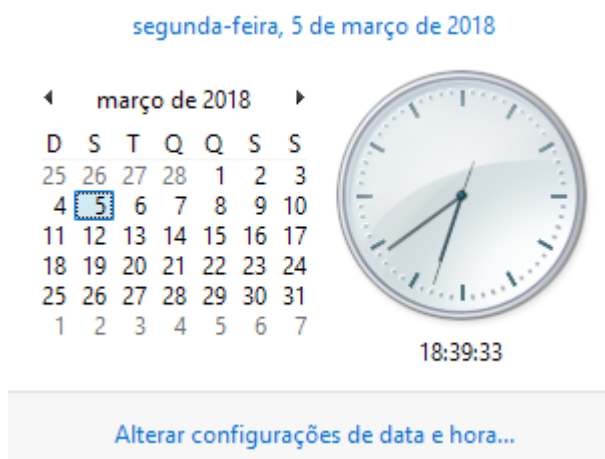 segunda-feira, 5 de março de 2018
março de 2018
D S T Q Q S S
25 26 27 28 1 2 3
4 5 6 7 8 9 10
11 12 13 14 15 16 17
18 19 20 21 22 23 24
25 26 27 28 29 30 31
1 2 3 4 5 6 7
18:39:33
Alterar configurações de data e hora...